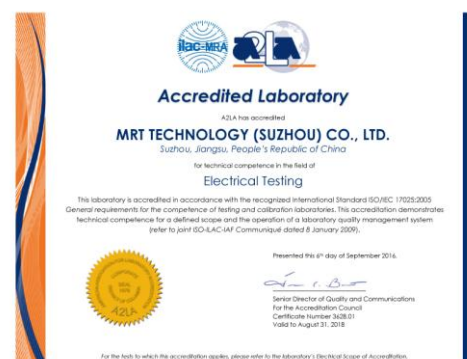 ilac-MRA
A2LA
Accredited Laboratory
A2LA has accredited
MRT TECHNOLOGY (SUZHOU) CO., LTD.
Suzhou, Jiangsu, People's Republic of China
for technical competence in the field of
Electrical Testing
This laboratory is accredited in accordance with the recognized International Standard ISO/IEC 17025:2005
General requirements for the competence of testing and calibration laboratories. This accreditation demonstrates
technical competence for a defined scope and the operation of a laboratory quality management system
(refer to joint ISO-ILAC-IAF Communiqué dated 8 January 2009).
Presented this 6th day of September 2016.
Senior Director of Quality and Communications
For the Accreditation Council
Certificate Number 3628.01
Valid to August 31, 2018
A2LA
For the tests to which this accreditation applies, please refer to the laboratory's Electrical Scope of Accreditation.